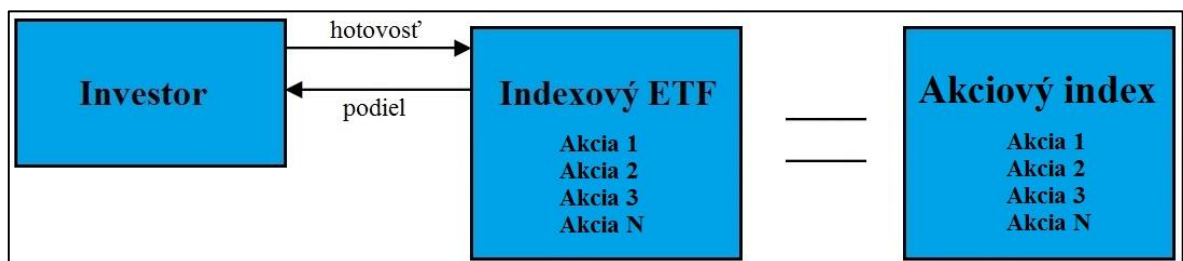 hotovosť
Investor
podiel
Indexový ETF
Akcia 1
Akcia 2
Akcia 3
Akcia N
Akciový index
Akcia 1
Akcia 2
Akcia 3
Akcia N